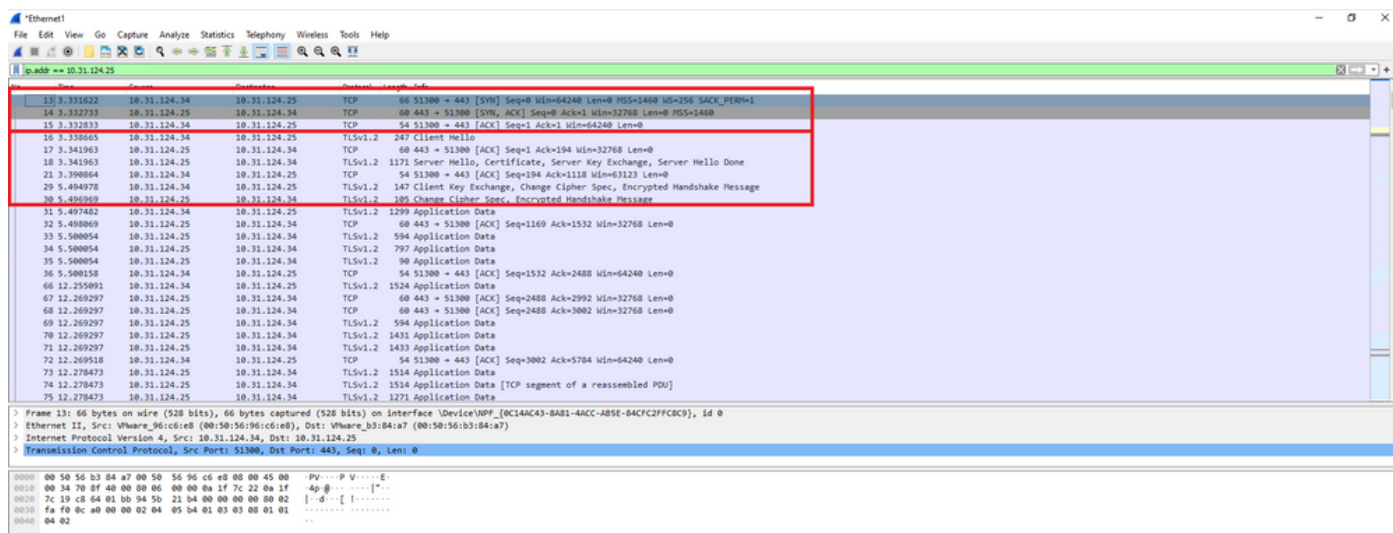 *Ethernet1
File Edit View Go Capture Analyze Statistics Telephony Wireless Tools Help
ip.addr == 10.31.124.25
No. Time Source Destination Protocol Length Info
13 3.331622 10.31.124.34 10.31.124.25 TCP 66 51300 → 443 [SYN] Seq=0 Win=64240 Len=0 MSS=1460 WS=256 SACK_PERM=1
14 3.332733 10.31.124.25 10.31.124.34 TCP 60 443 → 51300 [SYN, ACK] Seq=0 Ack=1 Win=32768 Len=0 MSS=1460
15 3.332833 10.31.124.34 10.31.124.25 TCP 54 51300 → 443 [ACK] Seq=1 Ack=1 Win=64240 Len=0
16 3.338665 10.31.124.34 10.31.124.25 TLSv1.2 247 Client Hello
17 3.341963 10.31.124.25 10.31.124.34 TCP 60 443 → 51300 [ACK] Seq=1 Ack=194 Win=32768 Len=0
18 3.341963 10.31.124.25 10.31.124.34 TLSv1.2 1171 Server Hello, Certificate, Server Key Exchange, Server Hello Done
21 3.390864 10.31.124.34 10.31.124.25 TCP 54 51300 → 443 [ACK] Seq=194 Ack=1118 Win=63123 Len=0
29 5.494978 10.31.124.34 10.31.124.25 TLSv1.2 147 Client Key Exchange, Change Cipher Spec, Encrypted Handshake Message
30 5.496969 10.31.124.25 10.31.124.34 TLSv1.2 105 Change Cipher Spec, Encrypted Handshake Message
31 5.497482 10.31.124.34 10.31.124.25 TLSv1.2 1299 Application Data
32 5.498069 10.31.124.25 10.31.124.34 TCP 60 443 → 51300 [ACK] Seq=1169 Ack=1532 Win=32768 Len=0
33 5.500054 10.31.124.25 10.31.124.34 TLSv1.2 594 Application Data
34 5.500054 10.31.124.25 10.31.124.34 TLSv1.2 797 Application Data
35 5.500054 10.31.124.25 10.31.124.34 TLSv1.2 90 Application Data
36 5.500158 10.31.124.34 10.31.124.25 TCP 54 51300 → 443 [ACK] Seq=1532 Ack=2488 Win=64240 Len=0
66 12.255091 10.31.124.34 10.31.124.25 TLSv1.2 1524 Application Data
67 12.269297 10.31.124.25 10.31.124.34 TCP 60 443 → 51300 [ACK] Seq=2488 Ack=2992 Win=32768 Len=0
68 12.269297 10.31.124.25 10.31.124.34 TCP 60 443 → 51300 [ACK] Seq=2488 Ack=3002 Win=32768 Len=0
69 12.269297 10.31.124.25 10.31.124.34 TLSv1.2 594 Application Data
70 12.269297 10.31.124.25 10.31.124.34 TLSv1.2 1431 Application Data
71 12.269297 10.31.124.25 10.31.124.34 TLSv1.2 1433 Application Data
72 12.269518 10.31.124.34 10.31.124.25 TCP 54 51300 → 443 [ACK] Seq=3002 Ack=5784 Win=64240 Len=0
73 12.278473 10.31.124.25 10.31.124.34 TLSv1.2 1514 Application Data
74 12.278473 10.31.124.25 10.31.124.34 TLSv1.2 1514 Application Data [TCP segment of a reassembled PDU]
75 12.278473 10.31.124.25 10.31.124.34 TLSv1.2 1271 Application Data
> Frame 13: 66 bytes on wire (528 bits), 66 bytes captured (528 bits) on interface \Device\NPF_{0C14AC43-8A81-4ACC-AB5E-84CFC2FFC8C9}, id 0
> Ethernet II, Src: VMware_96:c6:e8 (00:50:56:96:c6:e8), Dst: VMware_b3:84:a7 (00:50:56:b3:84:a7)
> Internet Protocol Version 4, Src: 10.31.124.34, Dst: 10.31.124.25
> Transmission Control Protocol, Src Port: 51300, Dst Port: 443, Seq: 0, Len: 0
0000 00 50 56 b3 84 a7 00 50 56 96 c6 e8 08 00 45 00 ·PV····P V·····E·
0010 00 34 70 8f 40 00 80 06 00 00 0a 1f 7c 22 0a 1f ·4p·@··· ····|"··
0020 7c 19 c8 64 01 bb 94 5b 21 b4 00 00 00 00 80 02 |··d···[ !·······
0030 fa f0 0c a0 00 00 02 04 05 b4 01 03 03 08 01 01 ········ ········
0040 04 02 ··